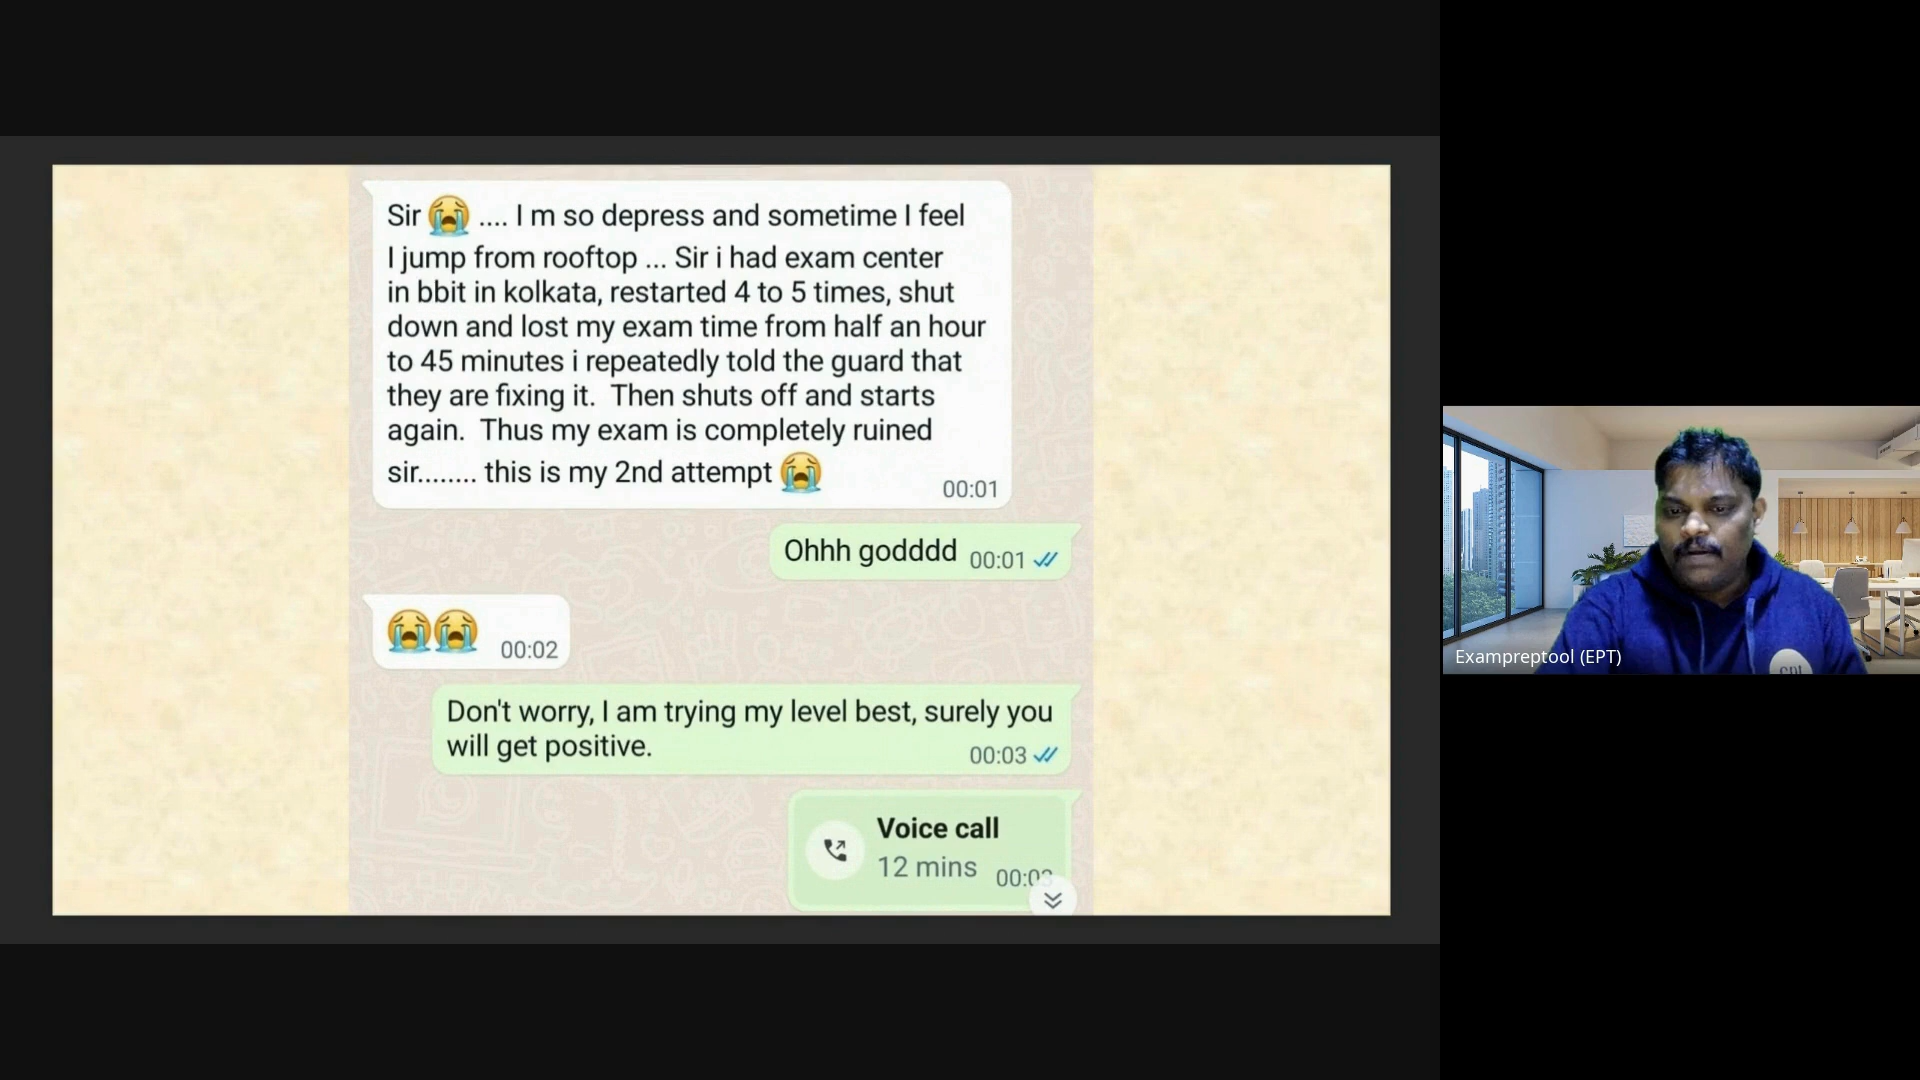 Sir 😭 .... I m so depress and sometime I feel
I jump from rooftop ... Sir i had exam center
in bbit in kolkata, restarted 4 to 5 times, shut
down and lost my exam time from half an hour
to 45 minutes i repeatedly told the guard that
they are fixing it.  Then shuts off and starts
again.  Thus my exam is completely ruined
sir........ this is my 2nd attempt 😭
00:01
Ohhh godddd 00:01
😭😭 00:02
Don't worry, I am trying my level best, surely you
will get positive.
00:03
Voice call
12 mins
Exampreptool (EPT)